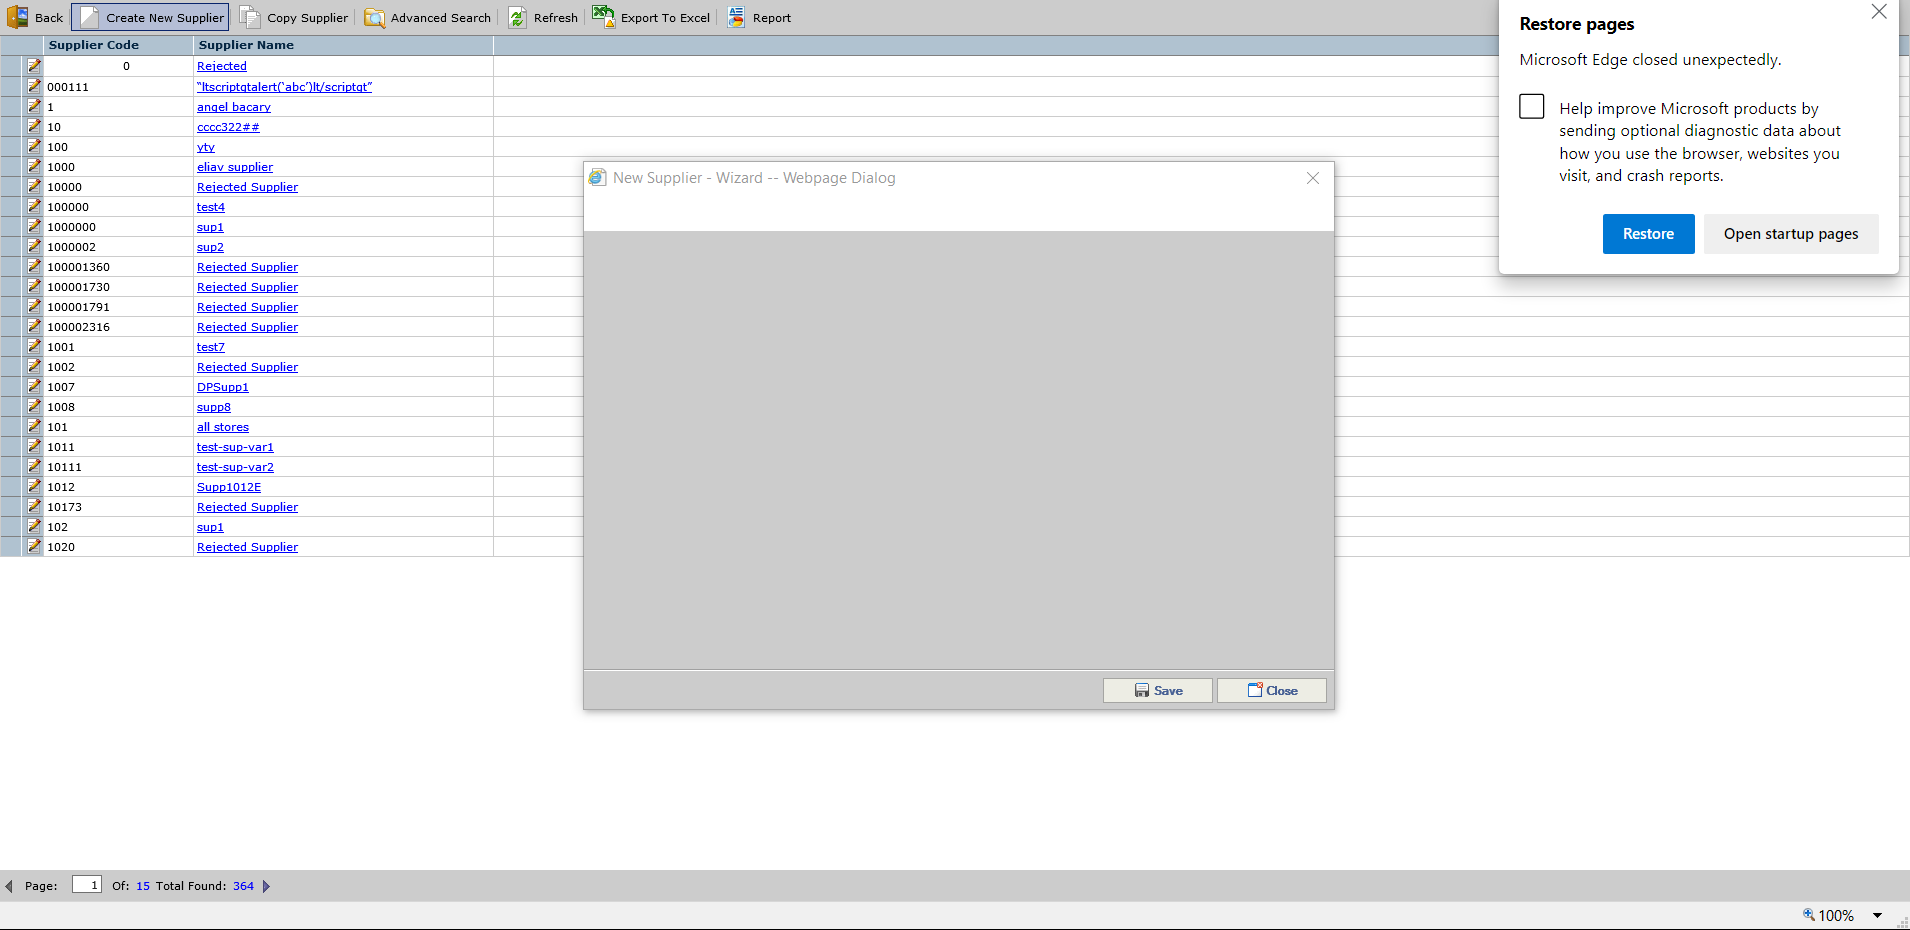 Back Create New Supplier Copy Supplier Advanced Search Refresh Export To Excel Report
Supplier Code Supplier Name
0 Rejected
000111 “ltscriptgtalert(‘abc’)lt/scriptgt”
1 angel bacary
10 cccc322##
100 yty
1000 eliav supplier
10000 Rejected Supplier
100000 test4
1000000 sup1
1000002 sup2
100001360 Rejected Supplier
100001730 Rejected Supplier
100001791 Rejected Supplier
100002316 Rejected Supplier
1001 test7
1002 Rejected Supplier
1007 DPSupp1
1008 supp8
101 all stores
1011 test-sup-var1
10111 test-sup-var2
1012 Supp1012E
10173 Rejected Supplier
102 sup1
1020 Rejected Supplier
New Supplier - Wizard -- Webpage Dialog
Save Close
Restore pages
Microsoft Edge closed unexpectedly.
Help improve Microsoft products by
sending optional diagnostic data about
how you use the browser, websites you
visit, and crash reports.
Restore Open startup pages
Page: 1 Of: 15 Total Found: 364
100%